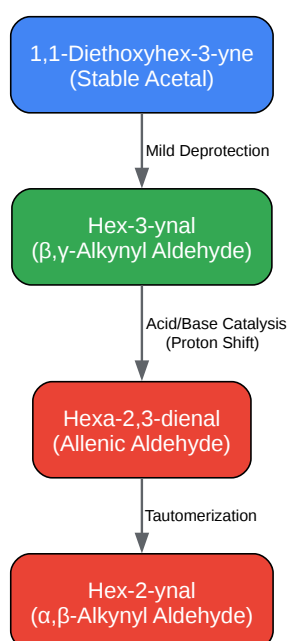 1,1-Diethoxyhex-3-yne
(Stable Acetal)
Mild Deprotection
Hex-3-ynal
(β,γ-Alkynyl Aldehyde)
Acid/Base Catalysis
(Proton Shift)
Hexa-2,3-dienal
(Allenic Aldehyde)
Tautomerization
Hex-2-ynal
(α,β-Alkynyl Aldehyde)